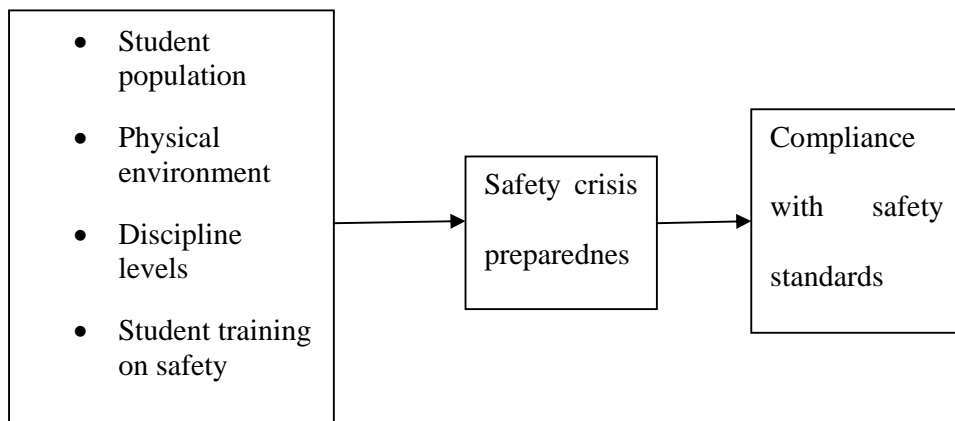 • Student
population
• Physical
environment
• Discipline
levels
• Student training
on safety
Safety crisis
preparednes
Compliance
with safety
standards